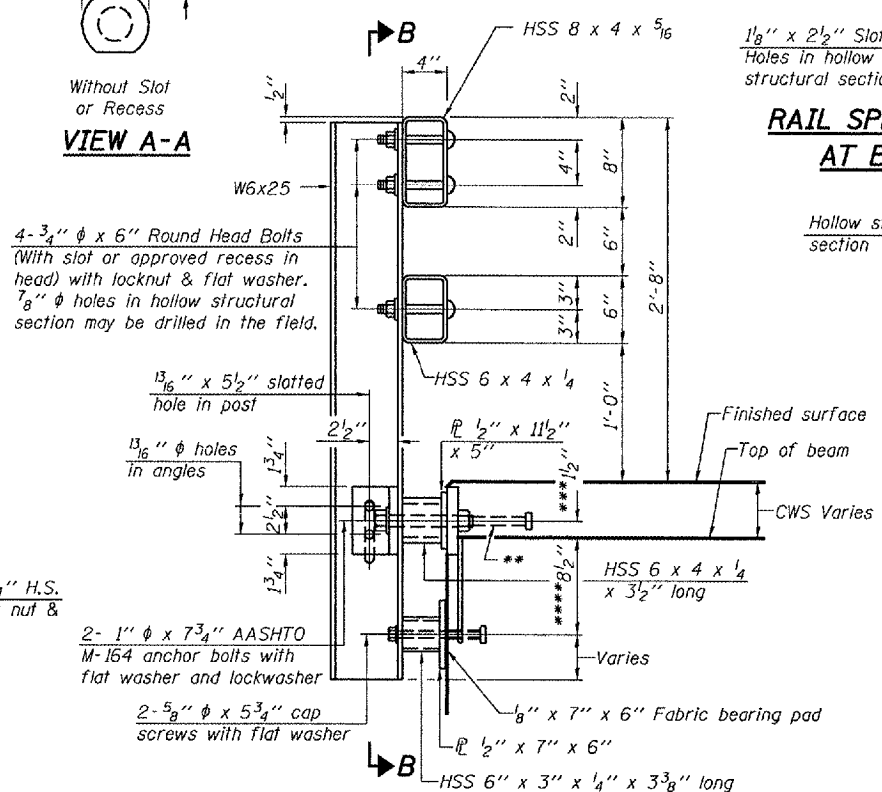 Without Slot
or Recess
VIEW A-A
B
HSS 8 x 4 x 5/16
4"
1/2"
2"
1 1/8" x 2 1/2" Slot
Holes in hollow
structural sectio
RAIL SP
AT B
W6x25
4"
8"
2"
6"
Hollow s
section
4- 3/4" ϕ x 6" Round Head Bolts
(With slot or approved recess in
head) with locknut & flat washer.
7/8" ϕ holes in hollow structural
section may be drilled in the field.
3"
3"
6"
2'-8"
HSS 6 x 4 x 1/4
1'-0"
13/16" x 5 1/2" slotted
hole in post
2 1/2"
℄ 1/2" x 11 1/2"
x 5"
Finished surface
Top of beam
13/16" ϕ holes
in angles
1 3/4"
2 1/2"
1 3/4"
***1 1/2"
CWS Varies
**
HSS 6 x 4 x 1/4
x 3 1/2" long
****8 1/2"
" H.S.
nut &
2- 1" ϕ x 7 3/4" AASHTO
M-164 anchor bolts with
flat washer and lockwasher
Varies
2- 5/8" ϕ x 5 3/4" cap
screws with flat washer
1/8" x 7" x 6" Fabric bearing pad
℄ 1/2" x 7" x 6"
B
HSS 6" x 3" x 1/4" x 3 3/8" long